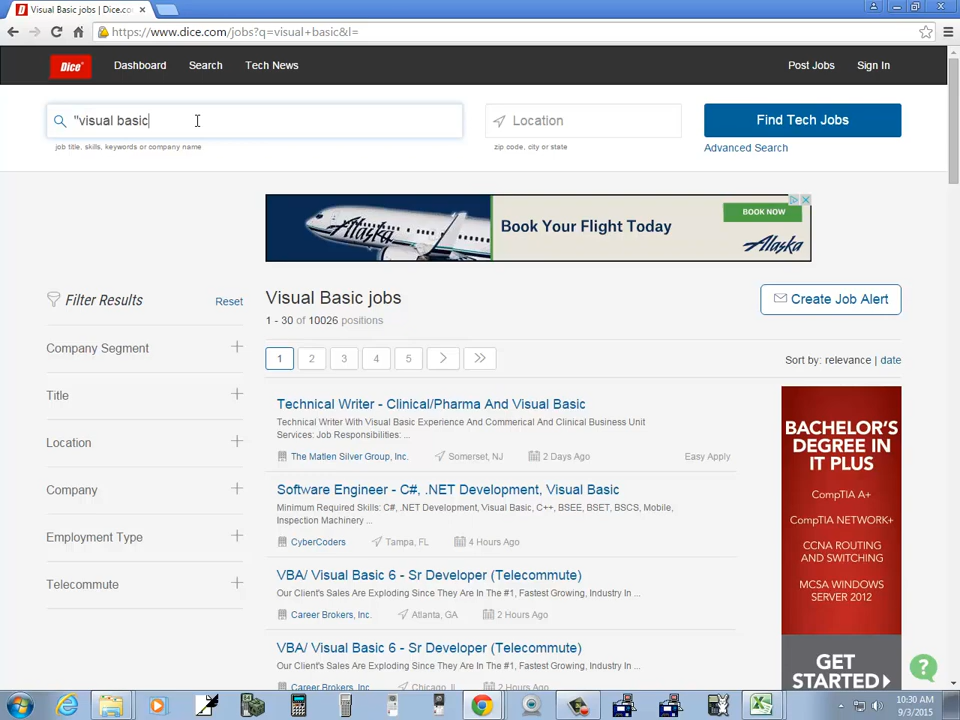 Visual Basic jobs | Dice.co
https://www.dice.com/jobs?q=visual+basic&l=
Dice
Dashboard
Search
Tech News
Post Jobs
Sign In
"visual basic
Location
Find Tech Jobs
job title, skills, keywords or company name
zip code, city or state
Advanced Search
Alaska
Book Your Flight Today
BOOK NOW
Alaska
Filter Results
Reset
Visual Basic jobs
Create Job Alert
1 - 30 of 10026 positions
Company Segment
1 2 3 4 5 > >>
Sort by: relevance | date
Title
Location
Company
Employment Type
Telecommute
Technical Writer - Clinical/Pharma And Visual Basic
Technical Writer With Visual Basic Experience And Commerical And Clinical Business Unit
Services: Job Responsibilities: ...
The Matlen Silver Group, Inc.
Somerset, NJ
2 Days Ago
Easy Apply
Software Engineer - C#, .NET Development, Visual Basic
Minimum Required Skills: C#, .NET Development, Visual Basic, C++, BSEE, BSET, BSCS, Mobile,
Inspection Machinery ...
CyberCoders
Tampa, FL
4 Hours Ago
VBA/ Visual Basic 6 - Sr Developer (Telecommute)
Our Client's Sales Are Exploding Since They Are In The #1, Fastest Growing, Industry In ...
Career Brokers, Inc.
Atlanta, GA
2 Hours Ago
VBA/ Visual Basic 6 - Sr Developer (Telecommute)
Our Client's Sales Are Exploding Since They Are In The #1, Fastest Growing, Industry In ...
Career Brokers, Inc.
Chicago, IL
2 Hours Ago
BACHELOR'S
DEGREE IN
IT PLUS
CompTIA A+
CompTIA NETWORK+
CCNA ROUTING
AND SWITCHING
MCSA WINDOWS
SERVER 2012
GET
STARTED
?
10:30 AM
9/3/2015